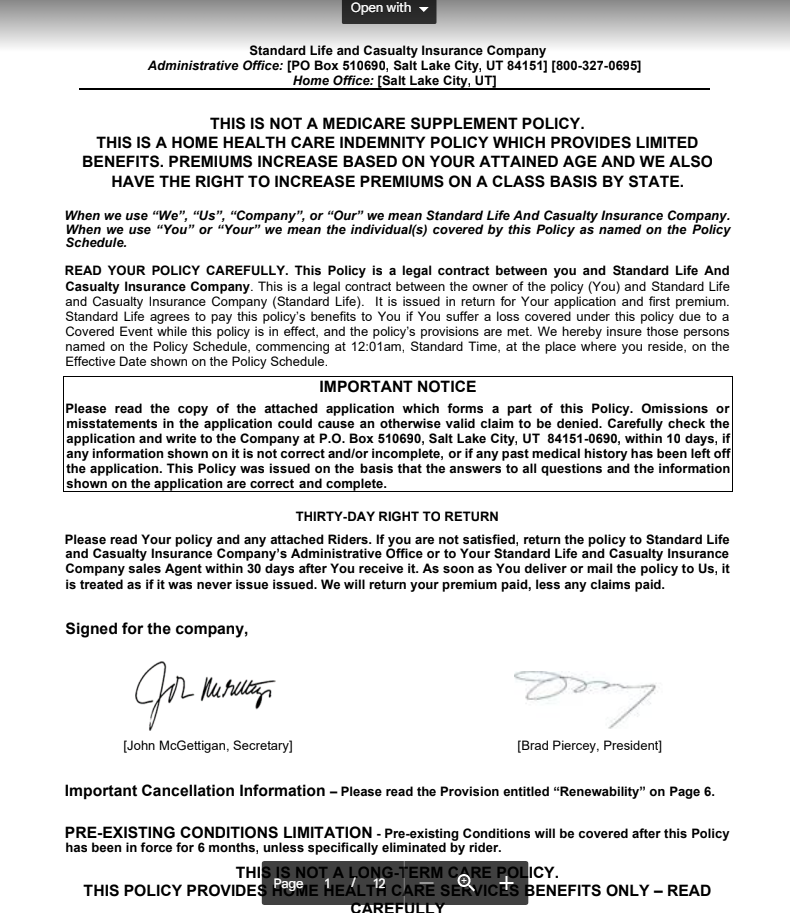 Open with
Standard Life and Casualty Insurance Company
Administrative Office: [PO Box 510690, Salt Lake City, UT 84151] [800-327-0695]
Home Office: [Salt Lake City, UT]
THIS IS NOT A MEDICARE SUPPLEMENT POLICY.
THIS IS A HOME HEALTH CARE INDEMNITY POLICY WHICH PROVIDES LIMITED
BENEFITS. PREMIUMS INCREASE BASED ON YOUR ATTAINED AGE AND WE ALSO
HAVE THE RIGHT TO INCREASE PREMIUMS ON A CLASS BASIS BY STATE.
When we use “We”, “Us”, “Company”, or “Our” we mean Standard Life And Casualty Insurance Company.
When we use “You” or “Your” we mean the individual(s) covered by this Policy as named on the Policy
Schedule.
READ YOUR POLICY CAREFULLY. This Policy is a legal contract between you and Standard Life And
Casualty Insurance Company. This is a legal contract between the owner of the policy (You) and Standard Life
and Casualty Insurance Company (Standard Life). It is issued in return for Your application and first premium.
Standard Life agrees to pay this policy’s benefits to You if You suffer a loss covered under this policy due to a
Covered Event while this policy is in effect, and the policy’s provisions are met. We hereby insure those persons
named on the Policy Schedule, commencing at 12:01am, Standard Time, at the place where you reside, on the
Effective Date shown on the Policy Schedule.
IMPORTANT NOTICE
Please read the copy of the attached application which forms a part of this Policy. Omissions or
misstatements in the application could cause an otherwise valid claim to be denied. Carefully check the
application and write to the Company at P.O. Box 510690, Salt Lake City, UT 84151-0690, within 10 days, if
any information shown on it is not correct and/or incomplete, or if any past medical history has been left off
the application. This Policy was issued on the basis that the answers to all questions and the information
shown on the application are correct and complete.
THIRTY-DAY RIGHT TO RETURN
Please read Your policy and any attached Riders. If you are not satisfied, return the policy to Standard Life
and Casualty Insurance Company’s Administrative Office or to Your Standard Life and Casualty Insurance
Company sales Agent within 30 days after You receive it. As soon as You deliver or mail the policy to Us, it
is treated as if it was never issue issued. We will return your premium paid, less any claims paid.
Signed for the company,
[John McGettigan, Secretary] [Brad Piercey, President]
Important Cancellation Information – Please read the Provision entitled “Renewability” on Page 6.
PRE-EXISTING CONDITIONS LIMITATION - Pre-existing Conditions will be covered after this Policy
has been in force for 6 months, unless specifically eliminated by rider.
THIS IS NOT A LONG-TERM CARE POLICY.
Page 1 / 12
THIS POLICY PROVIDES HOME HEALTH CARE SERVICES BENEFITS ONLY – READ
CAREFULLY